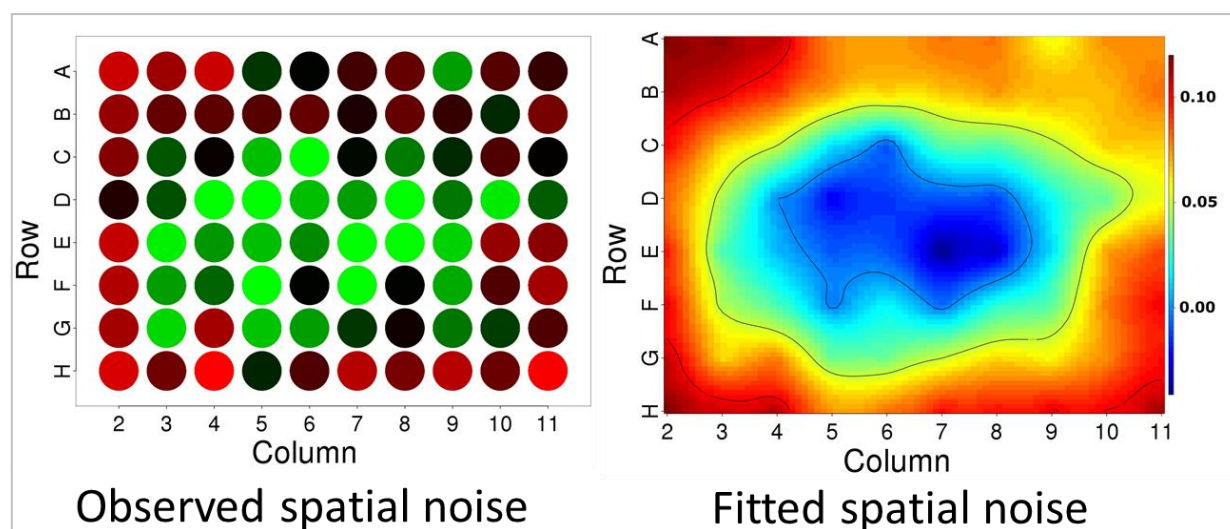 A
B
C
D
E
F
G
H
Row
2 3 4 5 6 7 8 9 10 11
Column
Observed spatial noise
A
B
C
D
E
F
G
H
Row
2 3 4 5 6 7 8 9 10 11
Column
0.10
0.05
0.00
Fitted spatial noise